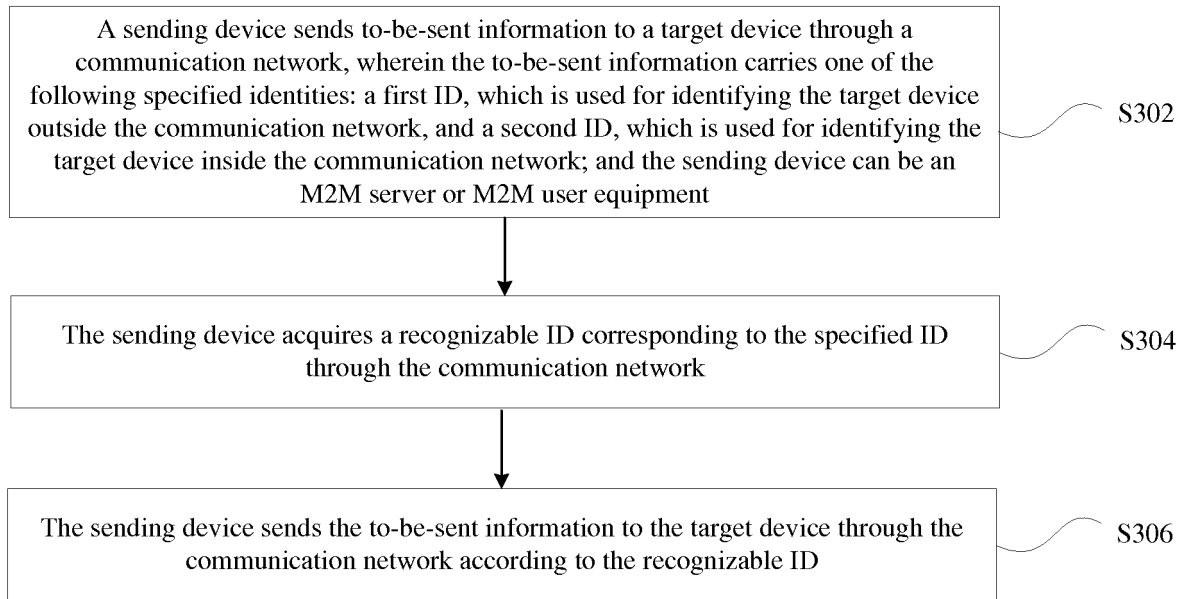 A sending device sends to-be-sent information to a target device through a
communication network, wherein the to-be-sent information carries one of the
following specified identities: a first ID, which is used for identifying the target device
outside the communication network, and a second ID, which is used for identifying the
target device inside the communication network; and the sending device can be an
M2M server or M2M user equipment
S302
The sending device acquires a recognizable ID corresponding to the specified ID
through the communication network
S304
The sending device sends the to-be-sent information to the target device through the
communication network according to the recognizable ID
S306